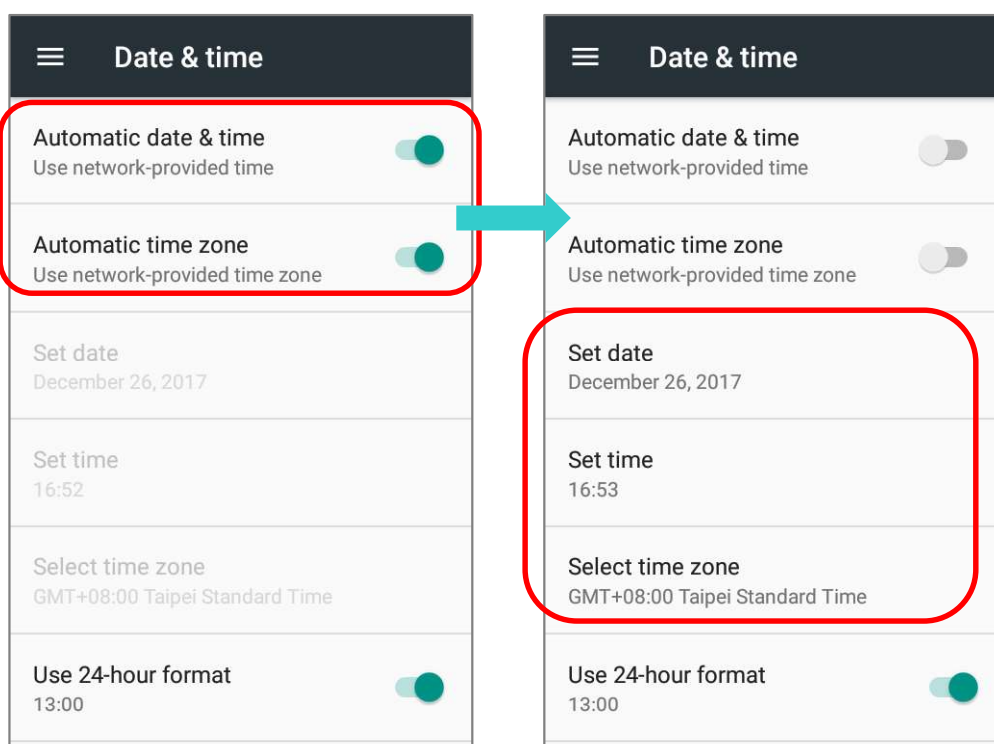 Date & time
Automatic date & time
Use network-provided time
Automatic time zone
Use network-provided time zone
Set date
December 26, 2017
Set time
16:52
Select time zone
GMT+08:00 Taipei Standard Time
Use 24-hour format
13:00
Date & time
Automatic date & time
Use network-provided time
Automatic time zone
Use network-provided time zone
Set date
December 26, 2017
Set time
16:53
Select time zone
GMT+08:00 Taipei Standard Time
Use 24-hour format
13:00